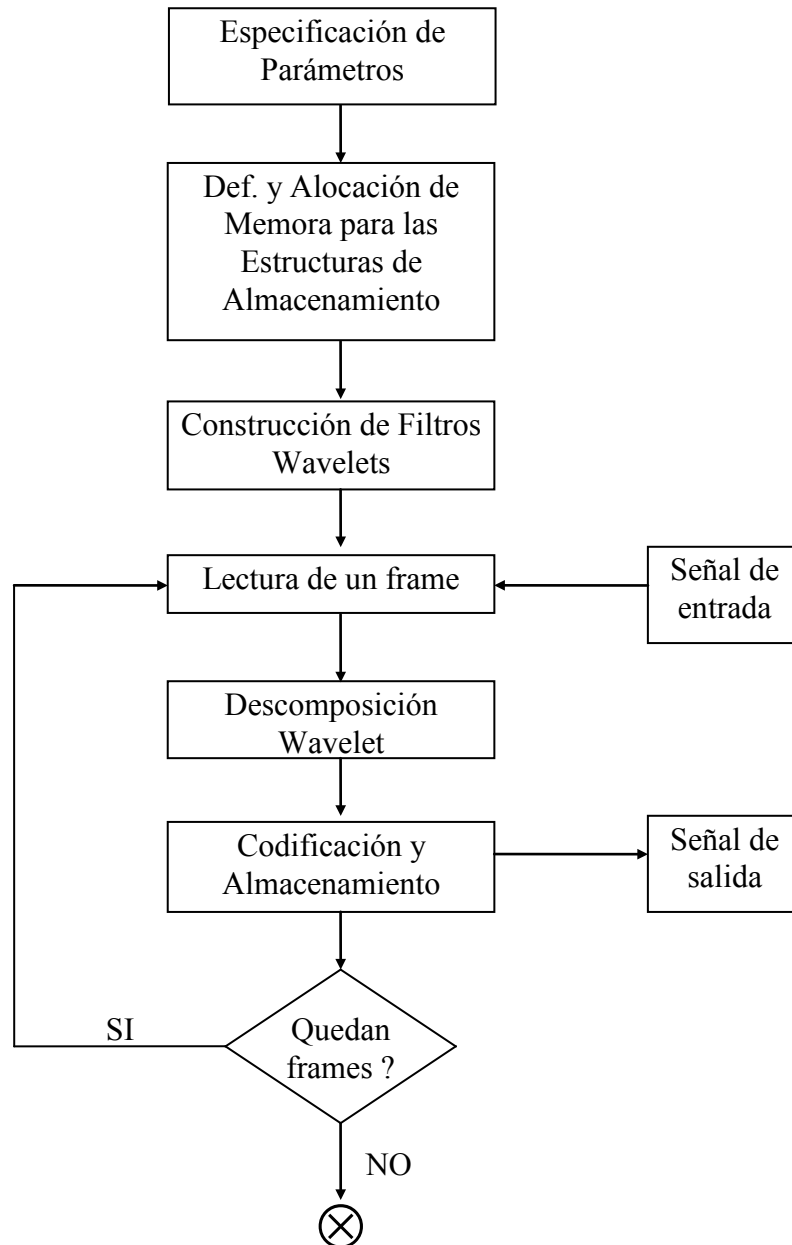 Especificación de
Parámetros
Def. y Alocación de
Memora para las
Estructuras de
Almacenamiento
Construcción de Filtros
Wavelets
Lectura de un frame
Señal de
entrada
Descomposición
Wavelet
Codificación y
Almacenamiento
Señal de
salida
SI
Quedan
frames ?
NO